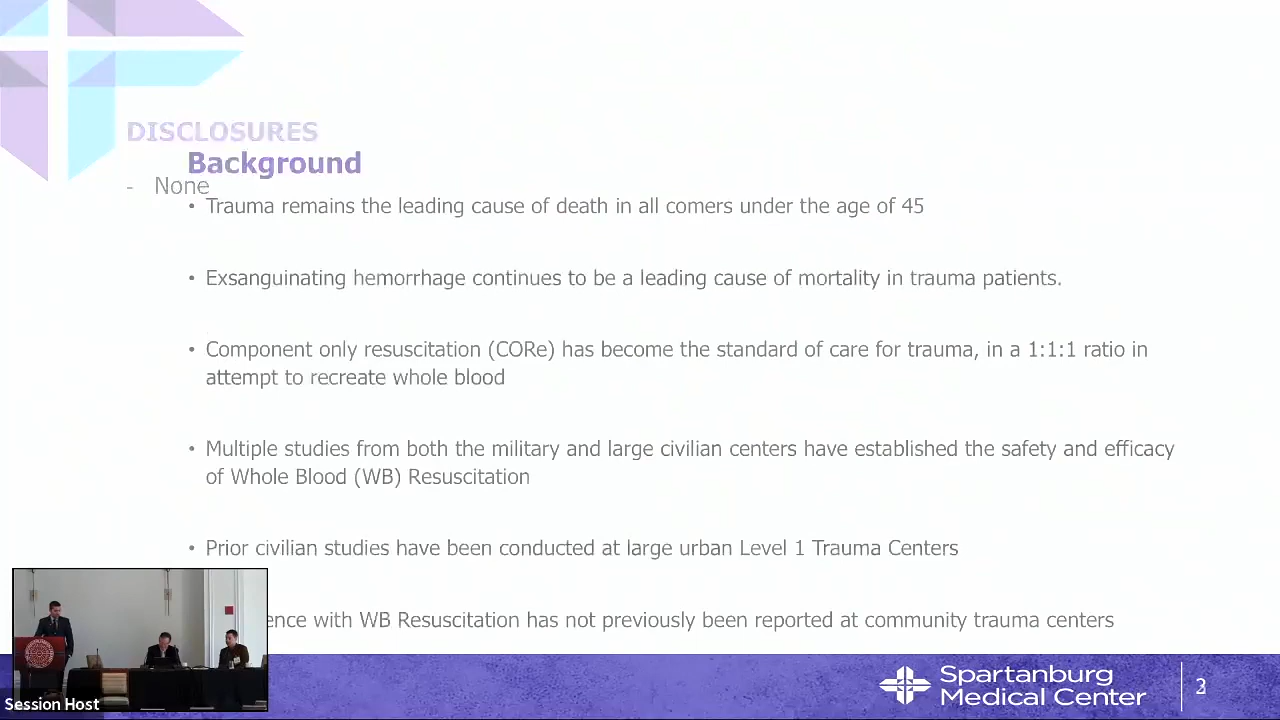 DISCLOSURES
Background
- None
• Trauma remains the leading cause of death in all comers under the age of 45
• Exsanguinating hemorrhage continues to be a leading cause of mortality in trauma patients.
• Component only resuscitation (CORe) has become the standard of care for trauma, in a 1:1:1 ratio in
attempt to recreate whole blood
• Multiple studies from both the military and large civilian centers have established the safety and efficacy
of Whole Blood (WB) Resuscitation
• Prior civilian studies have been conducted at large urban Level 1 Trauma Centers
ence with WB Resuscitation has not previously been reported at community trauma centers
Session Host
Spartanburg
Medical Center